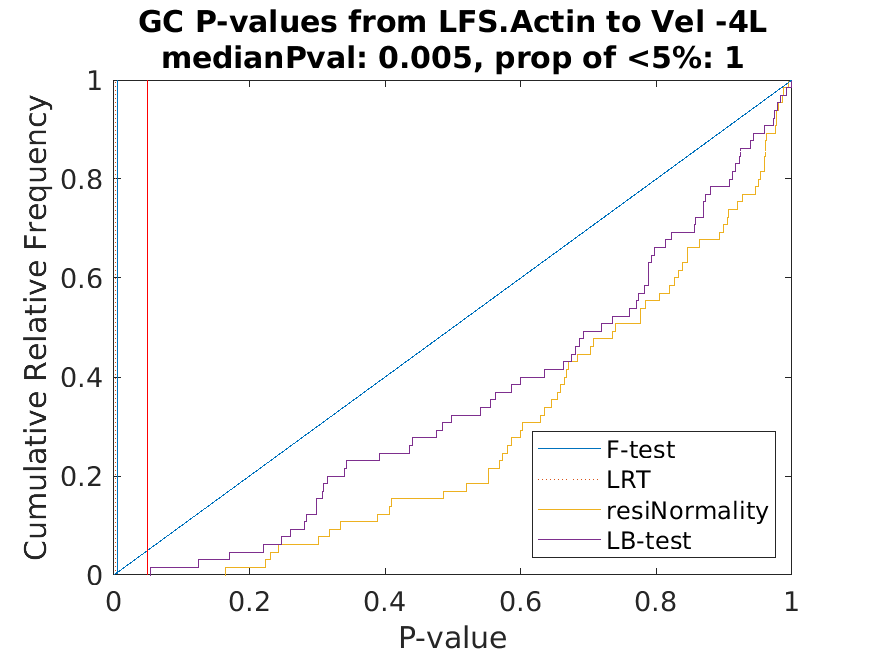 GC P-values from LFS.Actin to Vel -4L
medianPval: 0.005, prop of <5%: 1
Cumulative Relative Frequency
1
0.8
0.6
0.4
0.2
0
0
0.2
0.4
0.6
0.8
1
P-value
F-test
LRT
resiNormality
LB-test